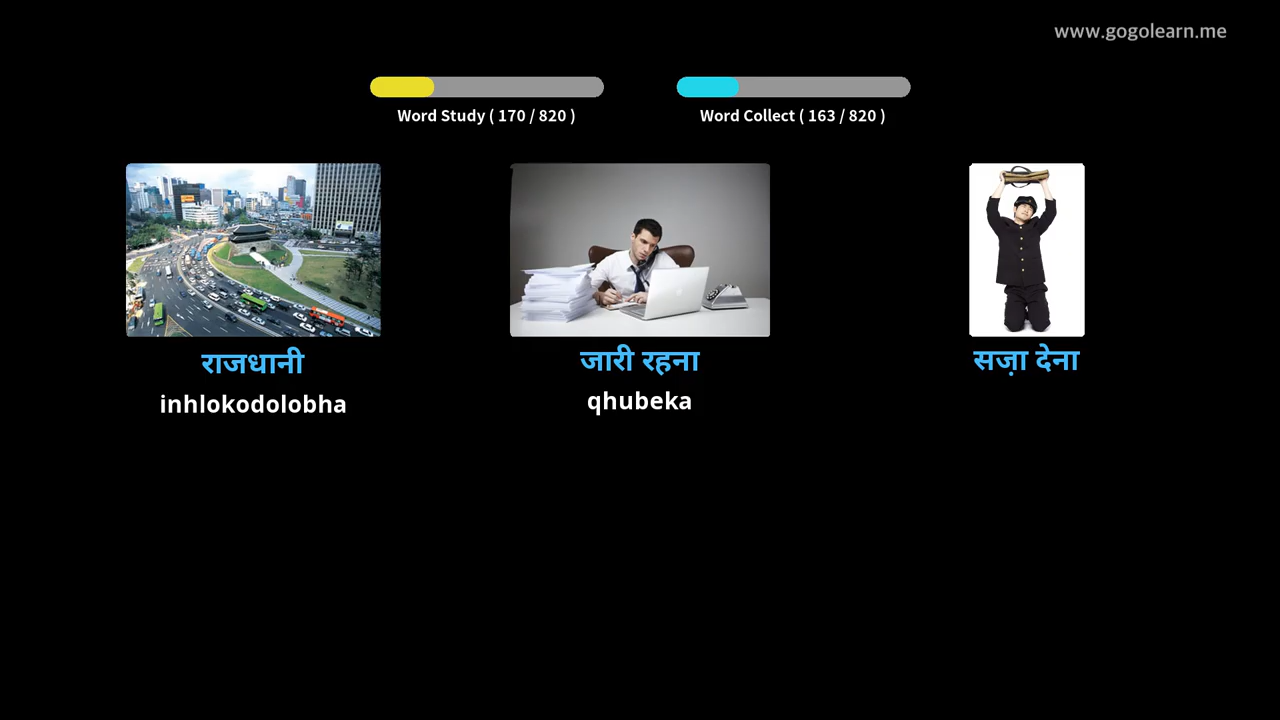 www.gogolearn.me
Word Study ( 170 / 820 )
Word Collect ( 163 / 820 )
राजधानी
inhlokodolobha
जारी रहना
qhubeka
सज़ा देना